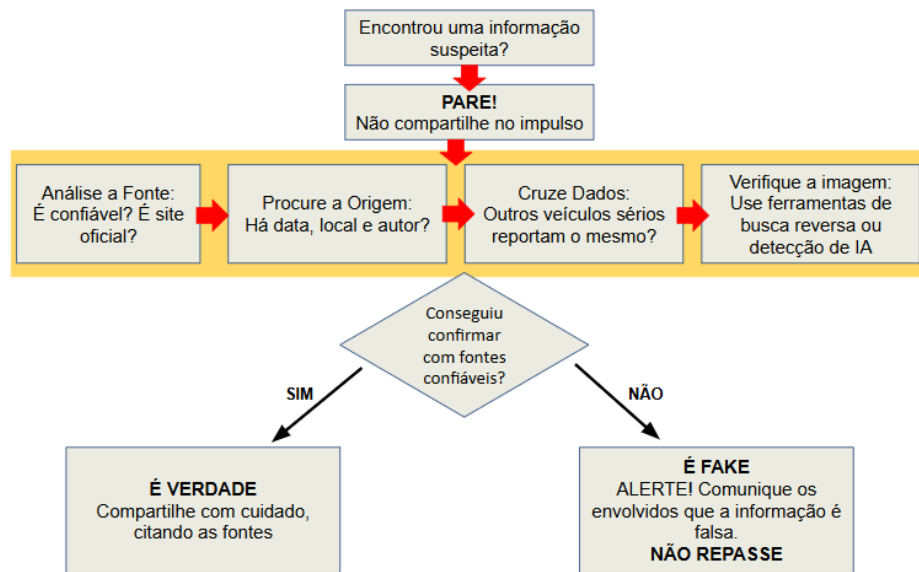 Encontrou uma informação
suspeita?
PARE!
Não compartilhe no impulso
Análise a Fonte:
É confiável? É site
oficial?
Procure a Origem:
Há data, local e autor?
Cruze Dados:
Outros veículos sérios
reportam o mesmo?
Verifique a imagem:
Use ferramentas de
busca reversa ou
detecção de IA
Conseguiu
confirmar
com fontes
confiáveis?
SIM
NÃO
É VERDADE
Compartilhe com cuidado,
citando as fontes
É FAKE
ALERTE! Comunique os
envolvidos que a informação é
falsa.
NÃO REPASSE